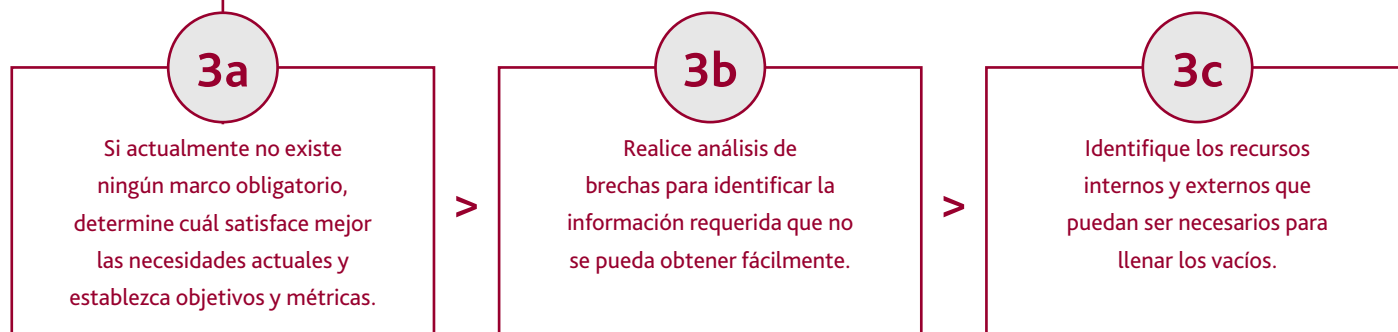 3a
Si actualmente no existe
ningún marco obligatorio,
determine cuál satisface mejor
las necesidades actuales y
establezca objetivos y métricas.
>
3b
Realice análisis de
brechas para identificar la
información requerida que no
se pueda obtener fácilmente.
>
3c
Identifique los recursos
internos y externos que
puedan ser necesarios para
llenar los vacíos.